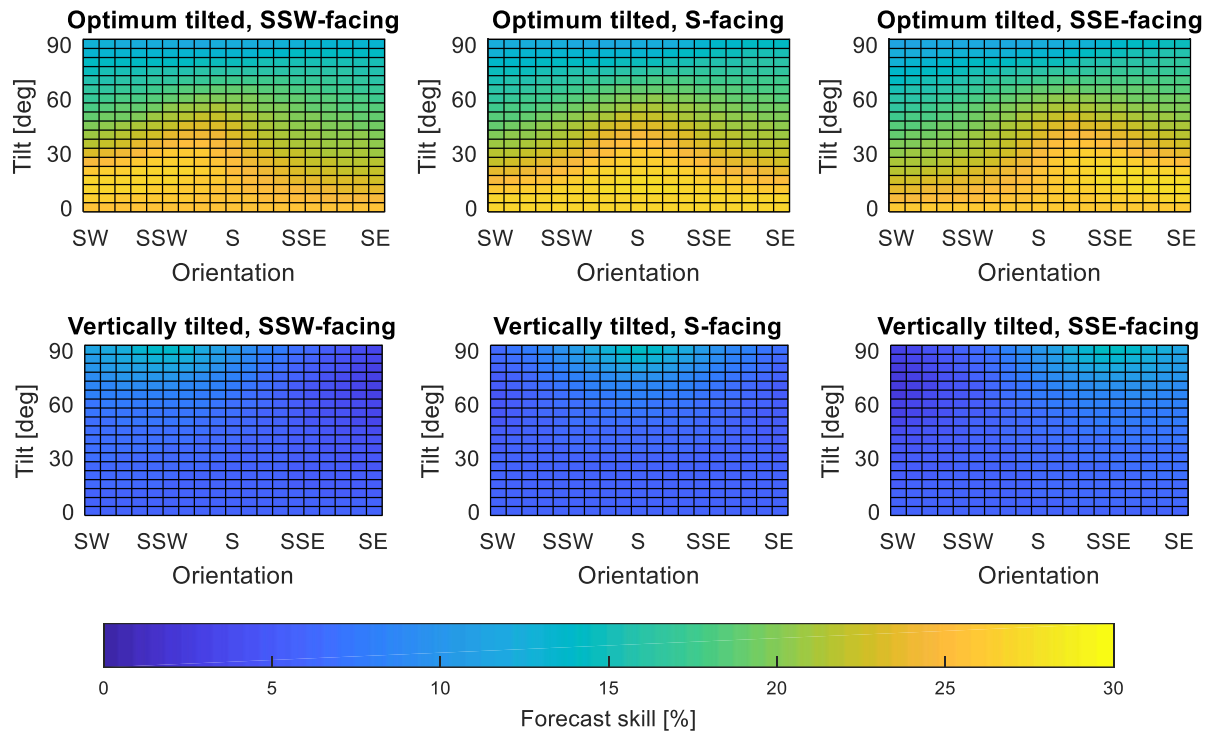 Optimum tilted, SSW-facing
Optimum tilted, S-facing
Optimum tilted, SSE-facing
90
60
30
0
Tilt [deg]
SW SSW S SSE SE
Orientation
90
60
30
0
Tilt [deg]
SW SSW S SSE SE
Orientation
90
60
30
0
Tilt [deg]
SW SSW S SSE SE
Orientation
Vertically tilted, SSW-facing
Vertically tilted, S-facing
Vertically tilted, SSE-facing
90
60
30
0
Tilt [deg]
SW SSW S SSE SE
Orientation
90
60
30
0
Tilt [deg]
SW SSW S SSE SE
Orientation
90
60
30
0
Tilt [deg]
SW SSW S SSE SE
Orientation
0 5 10 15 20 25 30
Forecast skill [%]